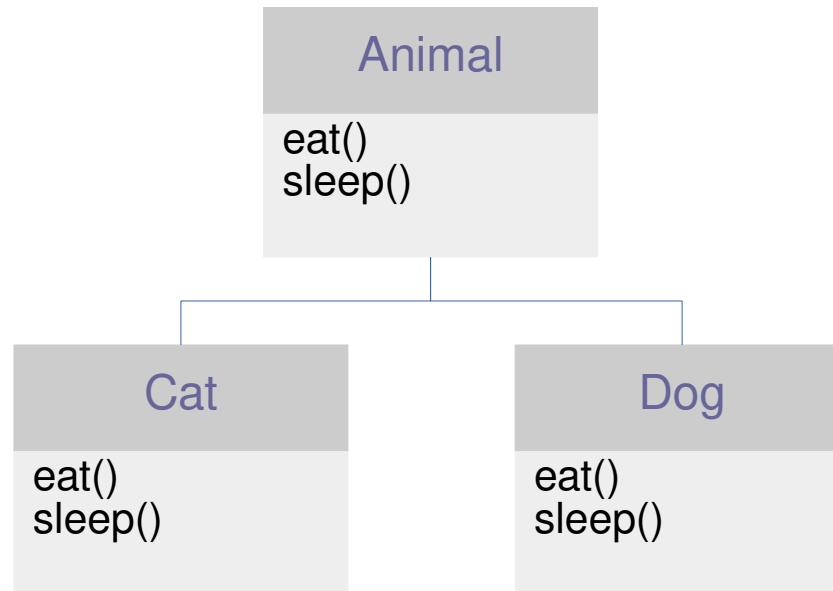 Animal
eat()
sleep()
Cat
eat()
sleep()
Dog
eat()
sleep()